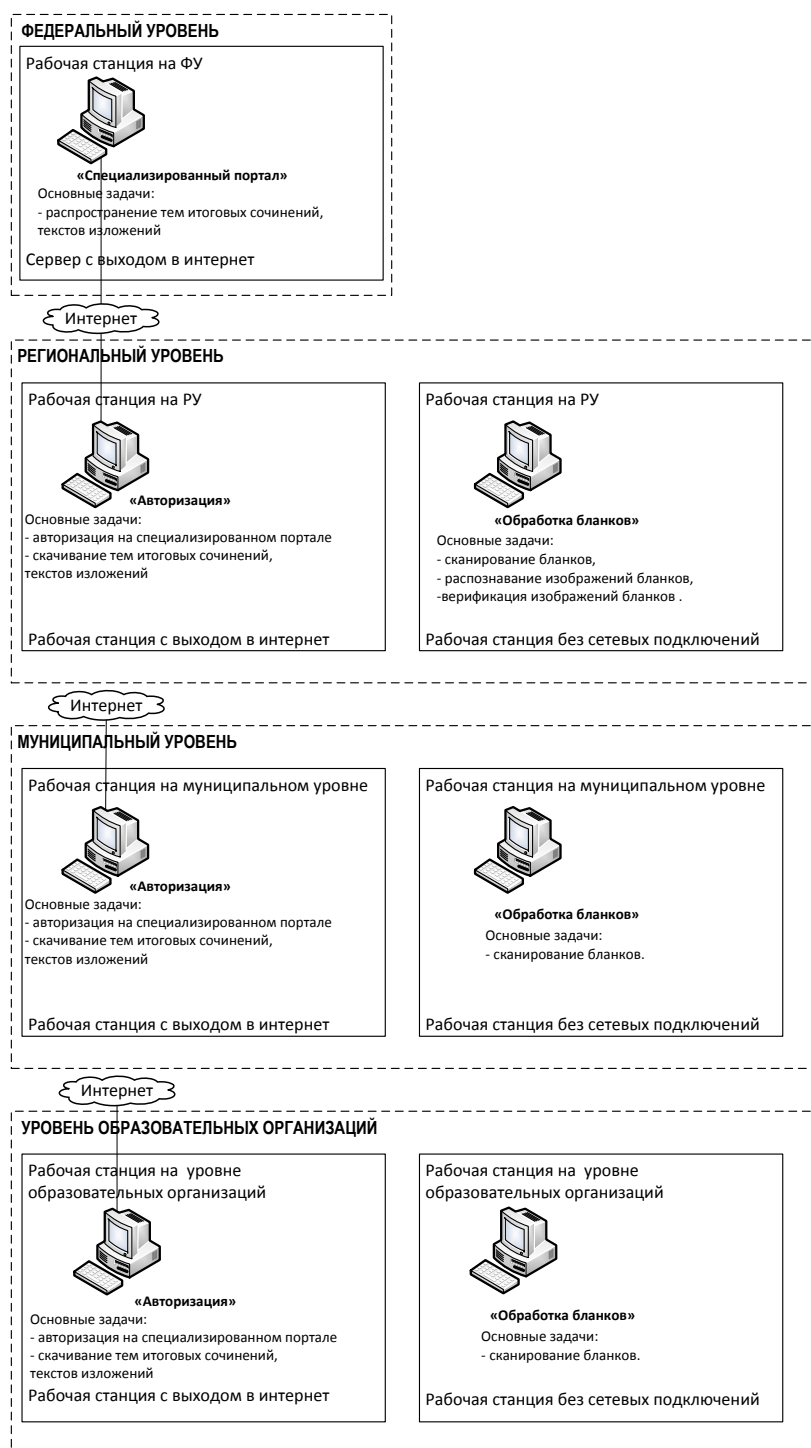 ФЕДЕРАЛЬНЫЙ УРОВЕНЬ
Рабочая станция на ФУ
«Специализированный портал»
Основные задачи:
- распространение тем итоговых сочинений,
текстов изложений
Сервер с выходом в интернет
Интернет
РЕГИОНАЛЬНЫЙ УРОВЕНЬ
Рабочая станция на РУ
«Авторизация»
Основные задачи:
- авторизация на специализированном портале
- скачивание тем итоговых сочинений,
текстов изложений
Рабочая станция с выходом в интернет
Рабочая станция на РУ
«Обработка бланков»
Основные задачи:
- сканирование бланков,
- распознавание изображений бланков,
-верификация изображений бланков .
Рабочая станция без сетевых подключений
Интернет
МУНИЦИПАЛЬНЫЙ УРОВЕНЬ
Рабочая станция на муниципальном уровне
«Авторизация»
Основные задачи:
- авторизация на специализированном портале
- скачивание тем итоговых сочинений,
текстов изложений
Рабочая станция с выходом в интернет
Рабочая станция на муниципальном уровне
«Обработка бланков»
Основные задачи:
- сканирование бланков.
Рабочая станция без сетевых подключений
Интернет
УРОВЕНЬ ОБРАЗОВАТЕЛЬНЫХ ОРГАНИЗАЦИЙ
Рабочая станция на уровне
образовательных организаций
«Авторизация»
Основные задачи:
- авторизация на специализированном портале
- скачивание тем итоговых сочинений,
текстов изложений
Рабочая станция с выходом в интернет
Рабочая станция на уровне
образовательных организаций
«Обработка бланков»
Основные задачи:
- сканирование бланков.
Рабочая станция без сетевых подключений